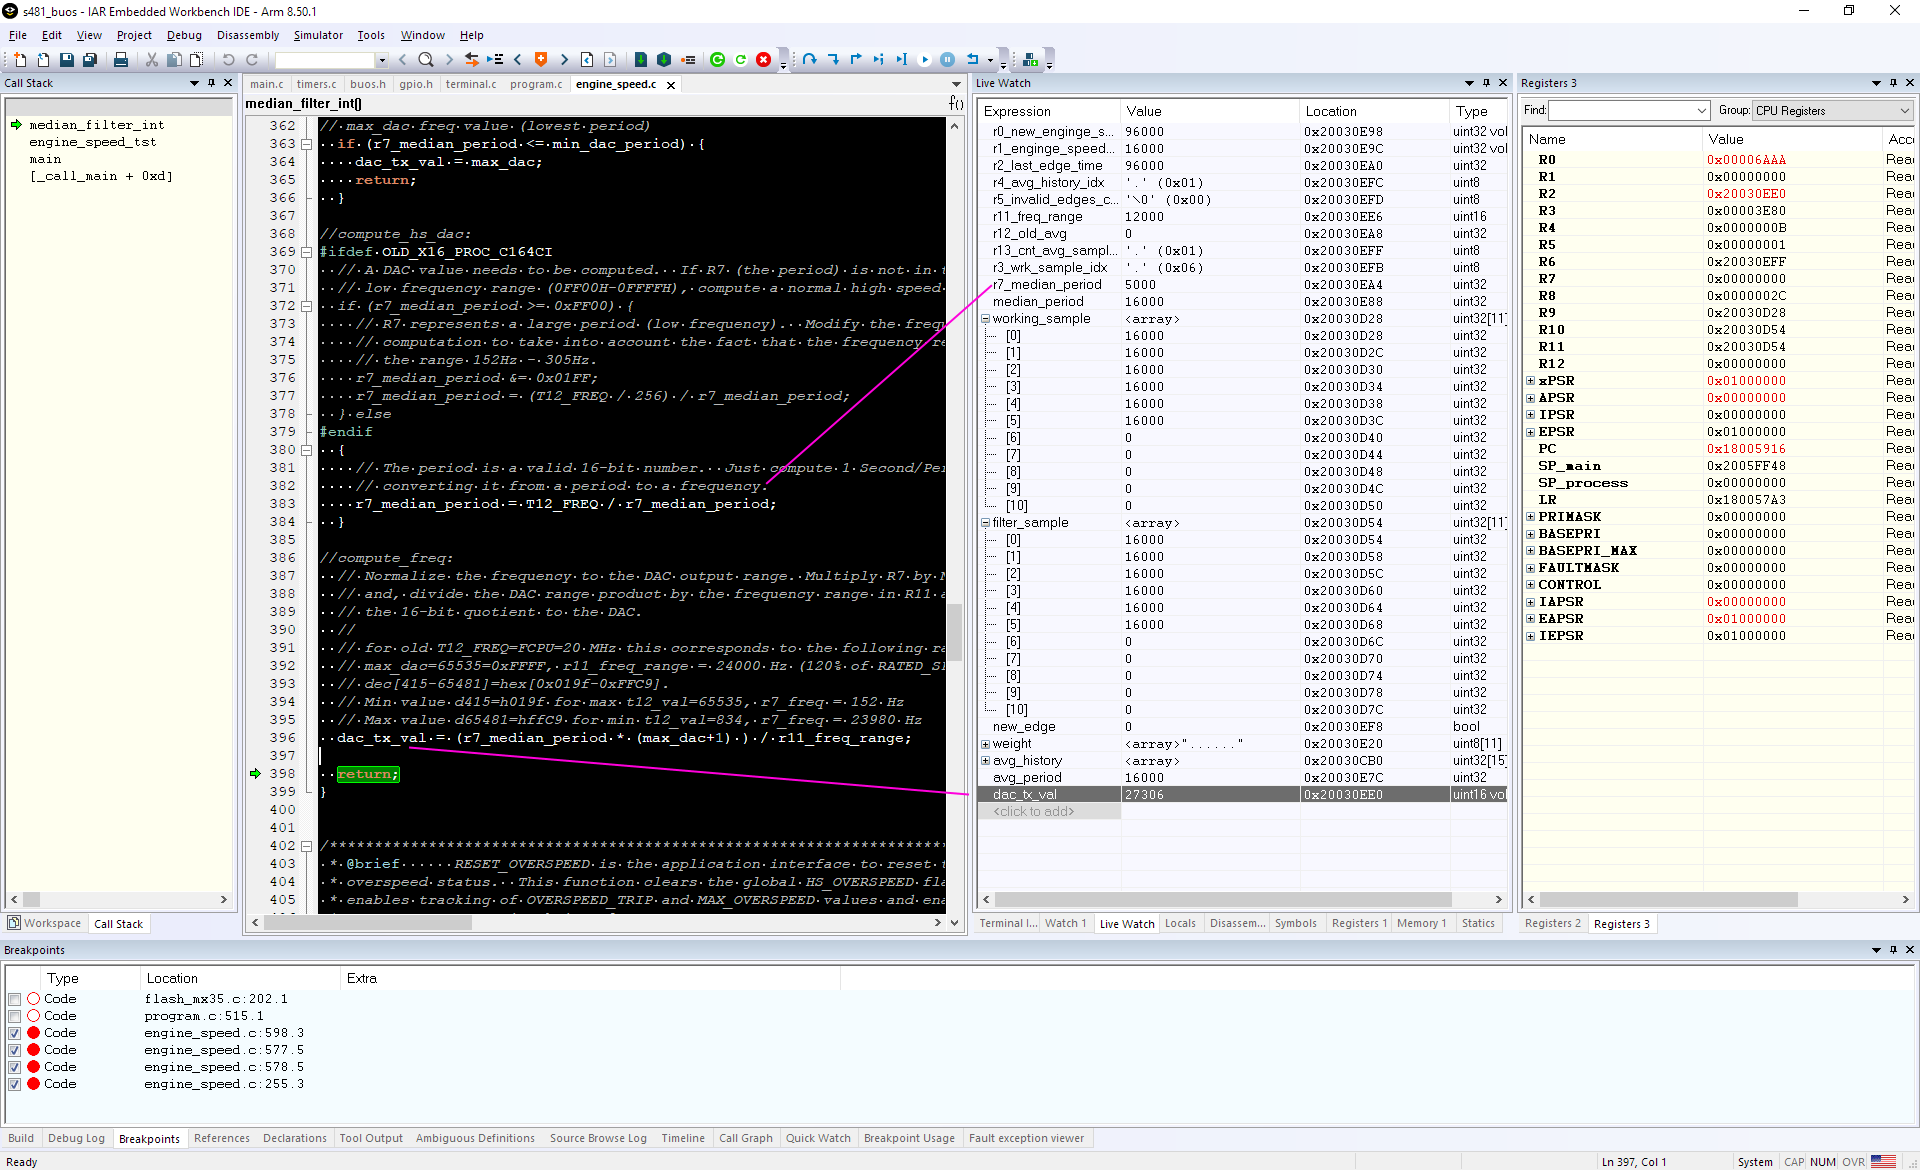 s481_buos - IAR Embedded Workbench IDE - Arm 8.50.1
File Edit View Project Debug Disassembly Simulator Tools Window Help
Call Stack
median_filter_int
engine_speed_tst
main
[_call_main + 0xd]
Workspace Call Stack
main.c timers.c buos.h gpio.h terminal.c program.c engine_speed.c
median_filter_int()
f()
362 // max_dac freq value (lowest period)
363 if (r7_median_period <= min_dac_period) {
364 dac_tx_val = max_dac;
365 return;
366 }
367
368 //compute_hs_dac:
369 #ifdef OLD_X16_PROC_C164CI
370 // A DAC value needs to be computed. If R7 (the period) is not in
371 // low frequency range (0FF00H-0FFFFH), compute a normal high speed
372 if (r7_median_period >= 0xFF00) {
373 // R7 represents a large period (low frequency). Modify the freq
374 // computation to take into account the fact that the frequency re
375 // the range 152Hz - 305Hz.
376 r7_median_period &= 0x01FF;
377 r7_median_period = (T12_FREQ / 256) / r7_median_period;
378 } else
379 #endif
380 {
381 // The period is a valid 16-bit number. Just compute 1 Second/Per
382 // converting it from a period to a frequency.
383 r7_median_period = T12_FREQ / r7_median_period;
384 }
385
386 //compute_freq:
387 // Normalize the frequency to the DAC output range. Multiply R7 by
388 // and, divide the DAC range product by the frequency range in R11
389 // the 16-bit quotient to the DAC.
390 //
391 // for old T12_FREQ=FCPU=20 MHz this corresponds to the following ra
392 // max_dac=65535=0xFFFF, r11_freq_range = 24000 Hz (120% of RATED_S
393 // dec[415-65481]=hex[0x019f-0xFFC9].
394 // Min value d415=h019f for max t12_val=65535, r7_freq = 152 Hz
395 // Max value d65481=hffC9 for min t12_val=834, r7_freq = 23980 Hz
396 dac_tx_val = (r7_median_period * (max_dac+1) ) / r11_freq_range;
397
398 return;
399 }
400
401
402 /**********************************************************************
403 * @brief RESET_OVERSPEED is the application interface to reset
404 * overspeed status. This function clears the global HS_OVERSPEED fla
405 * enables tracking of OVERSPEED_TRIP and MAX_OVERSPEED values and ena
Live Watch
Expression Value Location Type
r0_new_enginge_s... 96000 0x20030E98 uint32 vol
r1_enginge_speed... 16000 0x20030E9C uint32 vol
r2_last_edge_time 96000 0x20030EA0 uint32
r4_avg_history_idx '.' (0x01) 0x20030EFC uint8
r5_invalid_edges_c... '\0' (0x00) 0x20030EFD uint8
r11_freq_range 12000 0x20030EE6 uint16
r12_old_avg 0 0x20030EA8 uint32
r13_cnt_avg_sampl... '.' (0x01) 0x20030EFF uint8
r3_wrk_sample_idx '.' (0x06) 0x20030EFB uint8
r7_median_period 5000 0x20030EA4 uint32
median_period 16000 0x20030E88 uint32
working_sample <array> 0x20030D28 uint32[11]
[0] 16000 0x20030D28 uint32
[1] 16000 0x20030D2C uint32
[2] 16000 0x20030D30 uint32
[3] 16000 0x20030D34 uint32
[4] 16000 0x20030D38 uint32
[5] 16000 0x20030D3C uint32
[6] 0 0x20030D40 uint32
[7] 0 0x20030D44 uint32
[8] 0 0x20030D48 uint32
[9] 0 0x20030D4C uint32
[10] 0 0x20030D50 uint32
filter_sample <array> 0x20030D54 uint32[11]
[0] 16000 0x20030D54 uint32
[1] 16000 0x20030D58 uint32
[2] 16000 0x20030D5C uint32
[3] 16000 0x20030D60 uint32
[4] 16000 0x20030D64 uint32
[5] 16000 0x20030D68 uint32
[6] 0 0x20030D6C uint32
[7] 0 0x20030D70 uint32
[8] 0 0x20030D74 uint32
[9] 0 0x20030D78 uint32
[10] 0 0x20030D7C uint32
new_edge 0 0x20030EF8 bool
weight <array>"......" 0x20030E20 uint8[11]
avg_history <array> 0x20030CB0 uint32[15]
avg_period 16000 0x20030E7C uint32
dac_tx_val 27306 0x20030EE0 uint16 vol
<click to add>
Terminal I... Watch 1 Live Watch Locals Disassem... Symbols Registers 1 Memory 1 Statics
Registers 3
Find: Group: CPU Registers
Name Value Acc
R0 0x00006AAA Rea
R1 0x00000000 Rea
R2 0x20030EE0 Rea
R3 0x00003E80 Rea
R4 0x0000000B Rea
R5 0x00000001 Rea
R6 0x20030EFF Rea
R7 0x00000000 Rea
R8 0x0000002C Rea
R9 0x20030D28 Rea
R10 0x20030D54 Rea
R11 0x20030D54 Rea
R12 0x00000000 Rea
xPSR 0x01000000 Rea
APSR 0x00000000 Rea
IPSR 0x00000000 Rea
EPSR 0x01000000 Rea
PC 0x18005916 Rea
SP_main 0x2005FF48 Rea
SP_process 0x00000000 Rea
LR 0x180057A3 Rea
PRIMASK 0x00000000 Rea
BASEPRI 0x00000000 Rea
BASEPRI_MAX 0x00000000 Rea
FAULTMASK 0x00000000 Rea
CONTROL 0x00000000 Rea
IAPSR 0x00000000 Rea
EAPSR 0x01000000 Rea
IEPSR 0x01000000 Rea
Registers 2 Registers 3
Breakpoints
Type Location Extra
Code flash_mx35.c:202.1
Code program.c:515.1
Code engine_speed.c:598.3
Code engine_speed.c:577.5
Code engine_speed.c:578.5
Code engine_speed.c:255.3
Build Debug Log Breakpoints References Declarations Tool Output Ambiguous Definitions Source Browse Log Timeline Call Graph Quick Watch Breakpoint Usage Fault exception viewer
Ready Ln 397, Col 1 System CAP NUM OVR